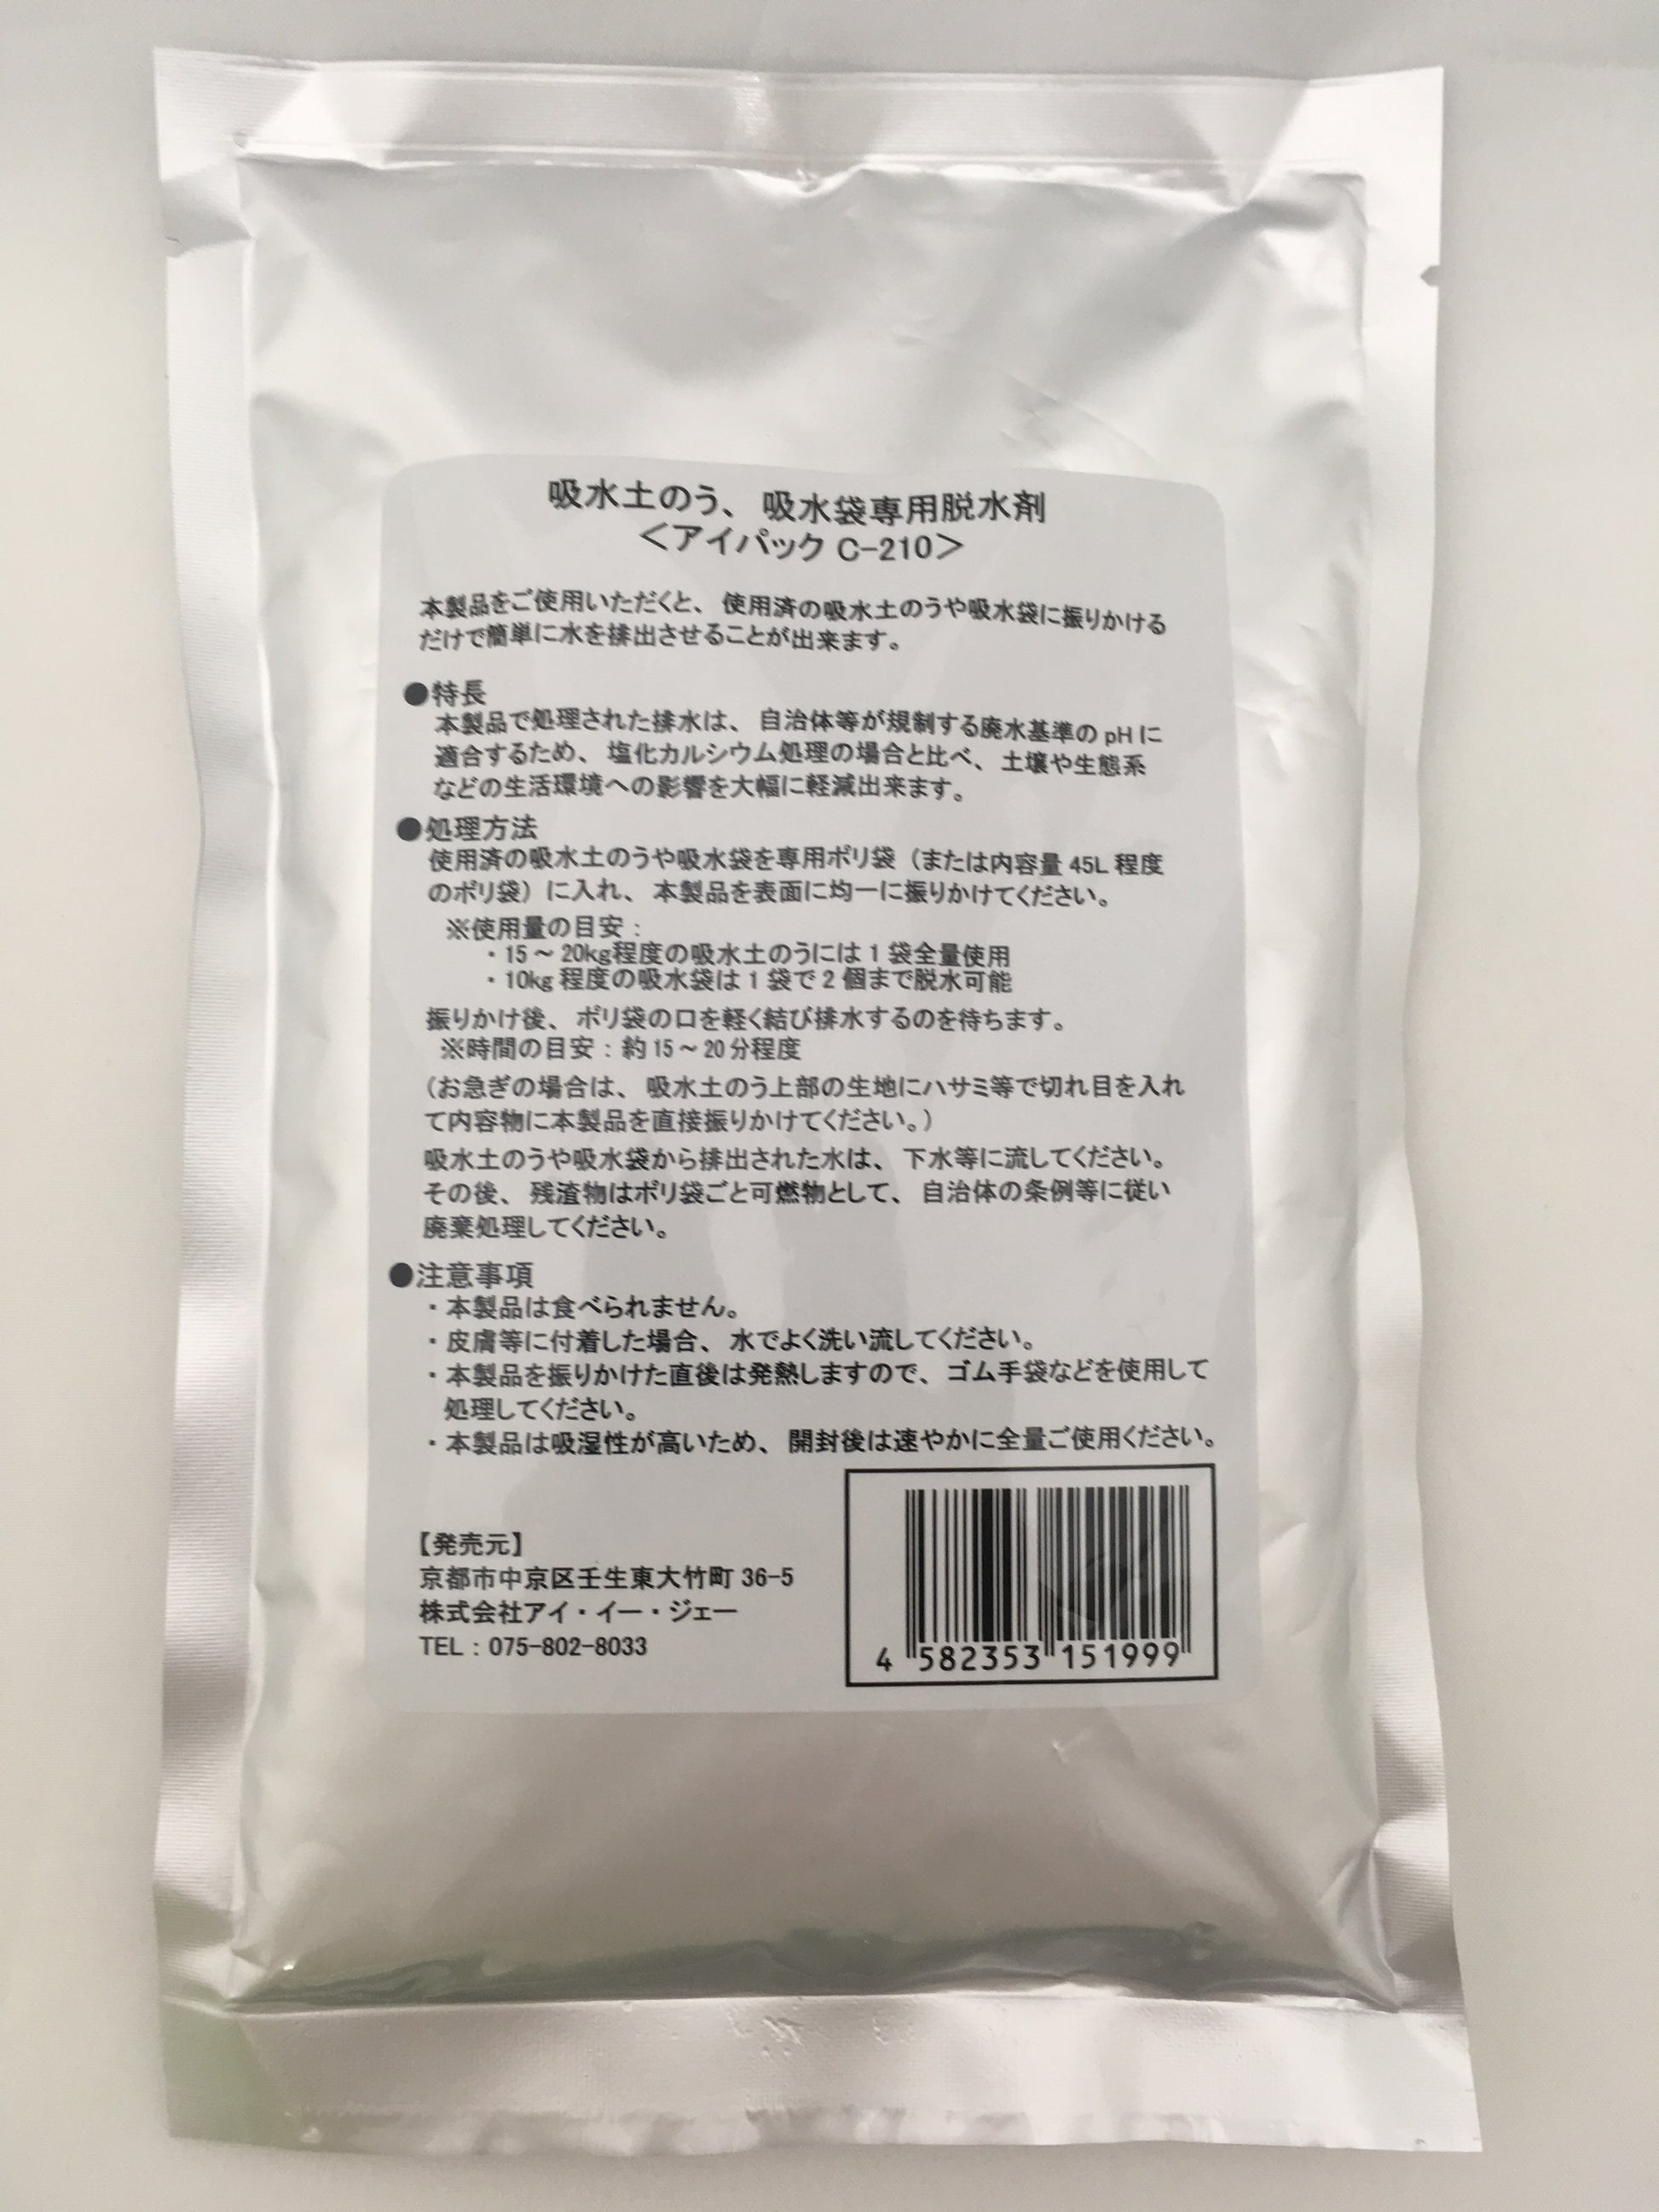 吸水土のう、吸水袋専用脱水剤
＜アイパック C-210＞
本製品をご使用いただくと、使用済の吸水土のうや吸水袋に振りかける
だけで簡単に水を排出させることが出来ます。
●特長
本製品で処理された排水は、自治体等が規制する廃水基準の pH に
適合するため、塩化カルシウム処理の場合と比べ、土壌や生態系
などの生活環境への影響を大幅に軽減出来ます。
●処理方法
使用済の吸水土のうや吸水袋を専用ポリ袋（または内容量 45L 程度
のポリ袋）に入れ、本製品を表面に均一に振りかけてください。
※使用量の目安：
・15～20kg程度の吸水土のうには 1 袋全量使用
・10kg 程度の吸水袋は 1 袋で 2 個まで脱水可能
振りかけ後、ポリ袋の口を軽く結び排水するのを待ちます。
※時間の目安：約 15～20 分程度
（お急ぎの場合は、吸水土のう上部の生地にハサミ等で切れ目を入れ
て内容物に本製品を直接振りかけてください。）
吸水土のうや吸水袋から排出された水は、下水等に流してください。
その後、残渣物はポリ袋ごと可燃物として、自治体の条例等に従い
廃棄処理してください。
●注意事項
・本製品は食べられません。
・皮膚等に付着した場合、水でよく洗い流してください。
・本製品を振りかけた直後は発熱しますので、ゴム手袋などを使用して
処理してください。
・本製品は吸湿性が高いため、開封後は速やかに全量ご使用ください。
【発売元】
京都市中京区壬生東大竹町 36-5
株式会社アイ・イー・ジェー
TEL：075-802-8033
4 582353 151999